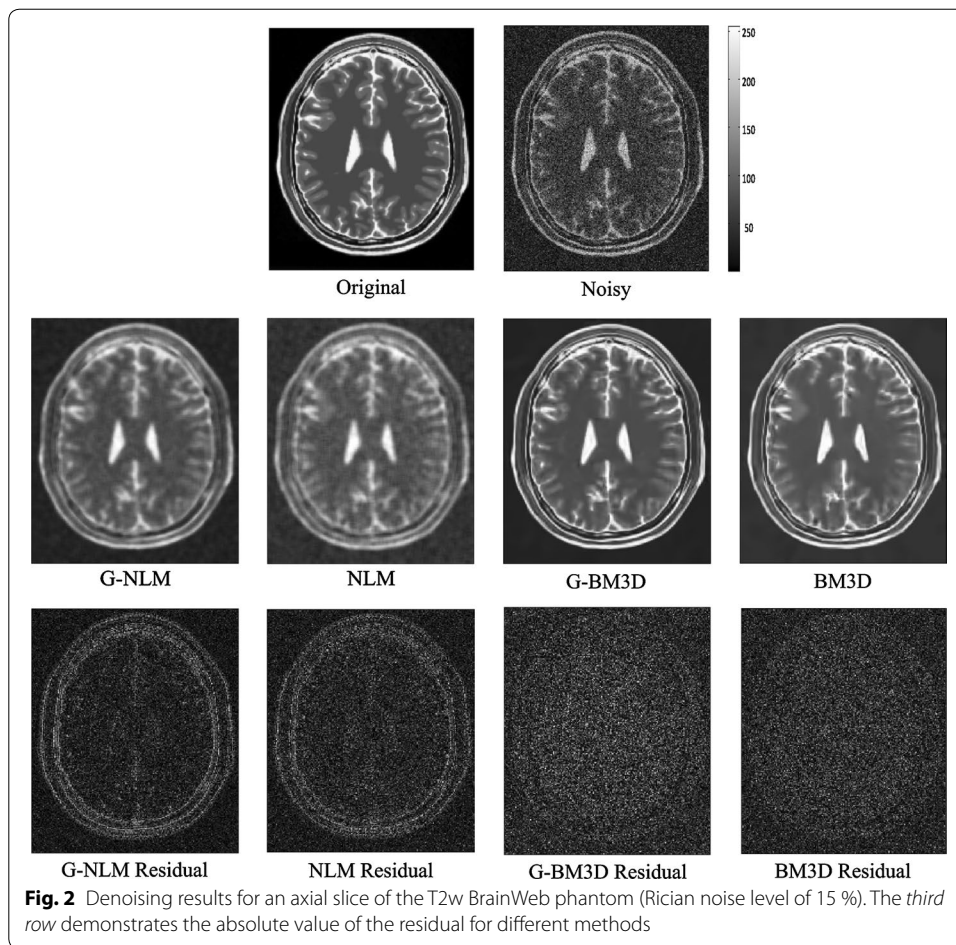 250
200
150
100
50
Original
Noisy
G-NLM
NLM
G-BM3D
BM3D
G-NLM Residual
NLM Residual
G-BM3D Residual
BM3D Residual
Fig. 2 Denoising results for an axial slice of the T2w BrainWeb phantom (Rician noise level of 15 %). The third
row demonstrates the absolute value of the residual for different methods